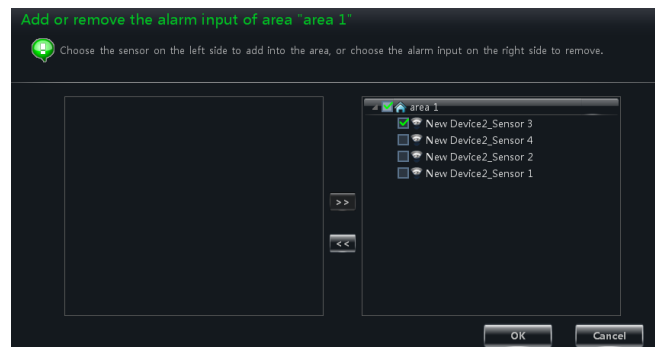 Add or remove the alarm input of area "area 1"
Choose the sensor on the left side to add into the area, or choose the alarm input on the right side to remove.
area 1
New Device2_Sensor 3
New Device2_Sensor 4
New Device2_Sensor 2
New Device2_Sensor 1
>>
<<
OK Cancel